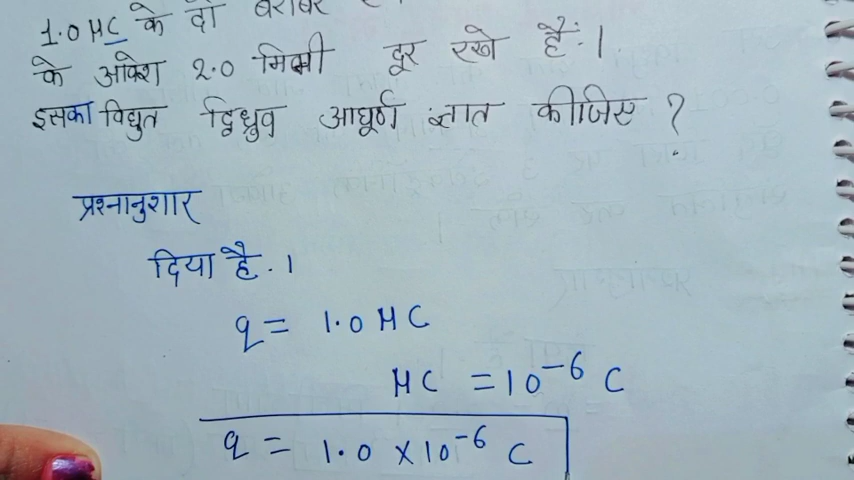 1.0 μC के दो बराबर
के आवेश 2.0 मिमी दूर रखे हैं।
इसका विद्युत द्विध्रुव आघूर्ण ज्ञात कीजिए ?
प्रश्नानुशार
दिया है।
q = 1.0 μC
μC = 10⁻⁶ C
q = 1.0 × 10⁻⁶ C